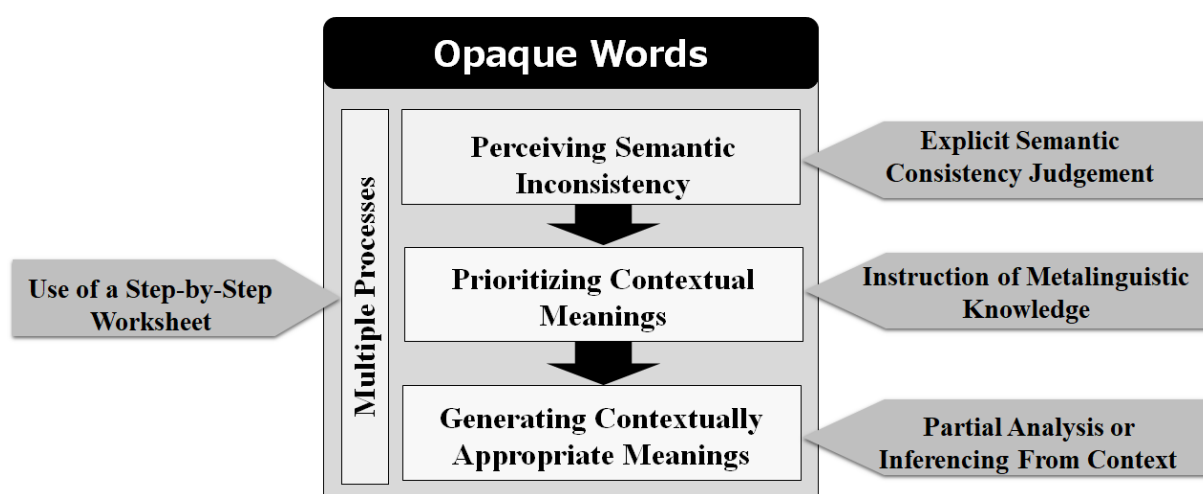 Opaque Words
Perceiving Semantic
Inconsistency
Explicit Semantic
Consistency Judgement
Multiple Processes
Use of a Step-by-Step
Worksheet
Prioritizing Contextual
Meanings
Instruction of Metalinguistic
Knowledge
Generating Contextually
Appropriate Meanings
Partial Analysis or
Inferencing From Context